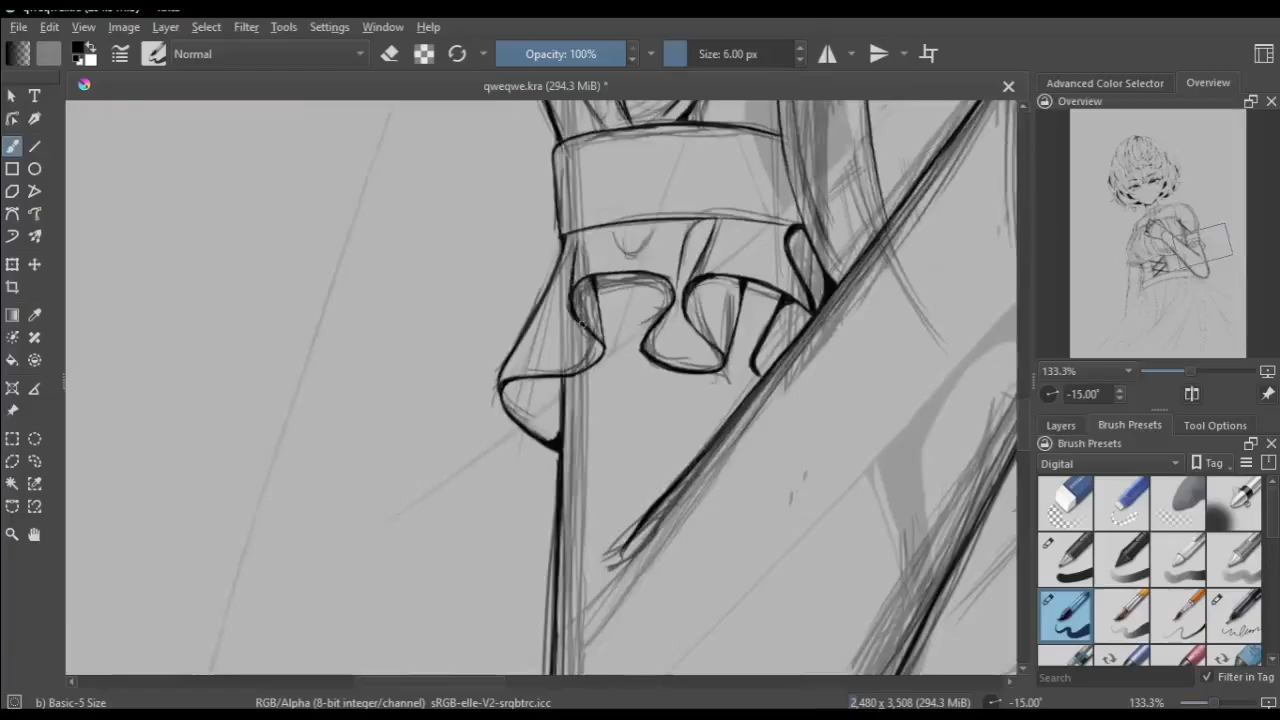 File Edit View Image Layer Select Filter Tools Settings Window Help
Normal
Opacity: 100%
Size: 6.00 px
qweqwe.kra (294.3 MiB) *
Advanced Color Selector
Overview
Overview
133.3%
-15.00°
Layers
Brush Presets
Tool Options
Brush Presets
Digital
Tag
Search
Filter in Tag
b) Basic-5 Size
RGB/Alpha (8-bit integer/channel) sRGB-elle-V2-srgbtrc.icc
2,480 x 3,508 (294.3 MiB)
-15.00°
133.3%